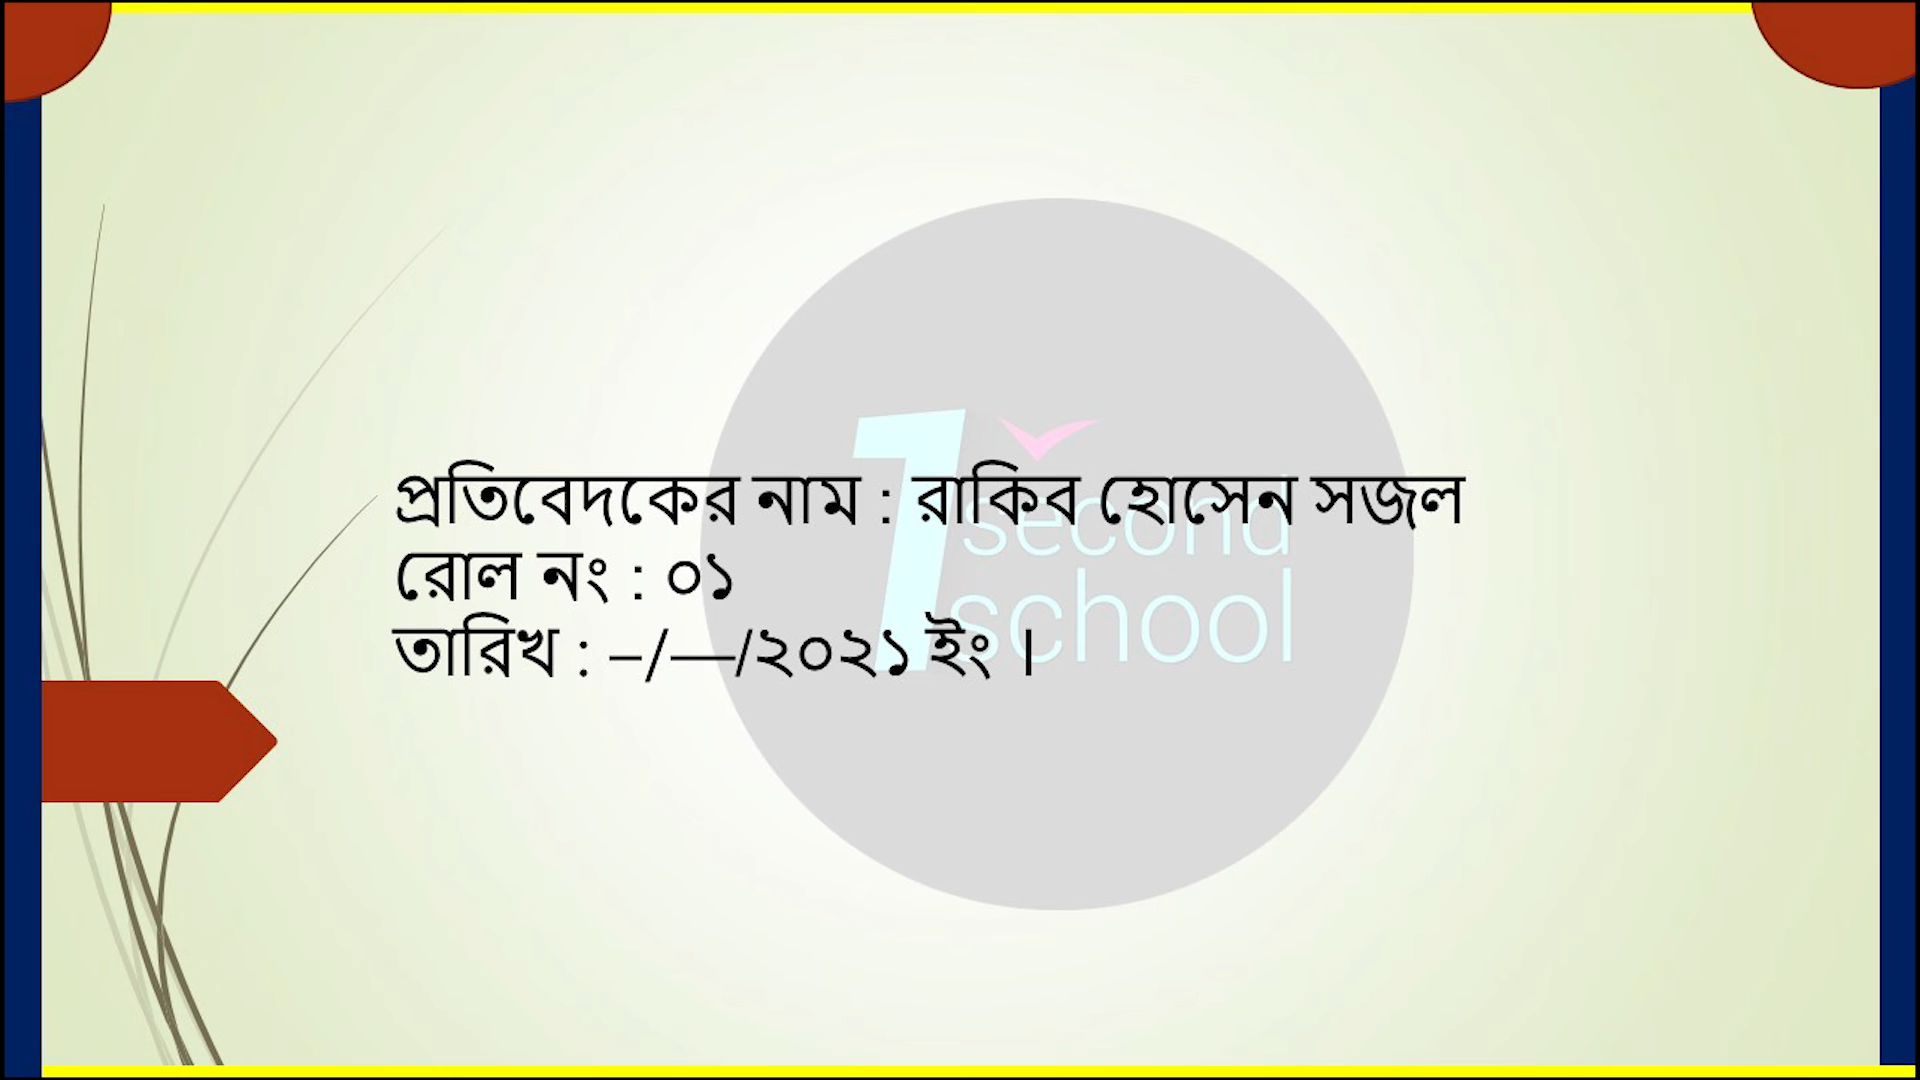 প্রতিবেদকের নাম : রাকিব হোসেন সজল
রোল নং : ০১
তারিখ : –/—/২০২১ ইং ।
1 second
school